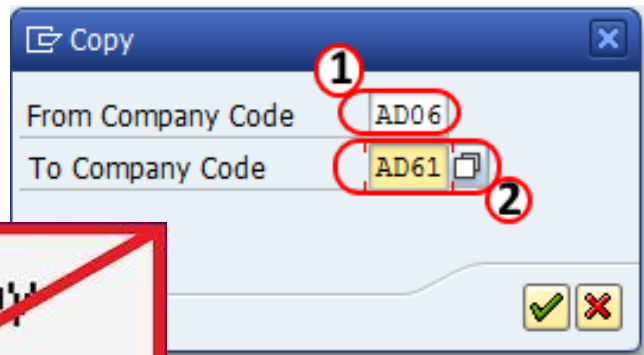 Copy
1
From Company Code AD06
To Company Code AD61
2